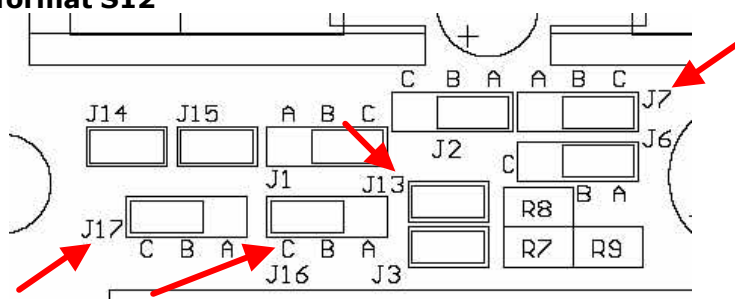 format S12
C B A A B C
J7
J14 J15 A B C
J2
J6
C
J1 J13
B A
R8
J17
C B A C B A
R7 R9
J16 J3